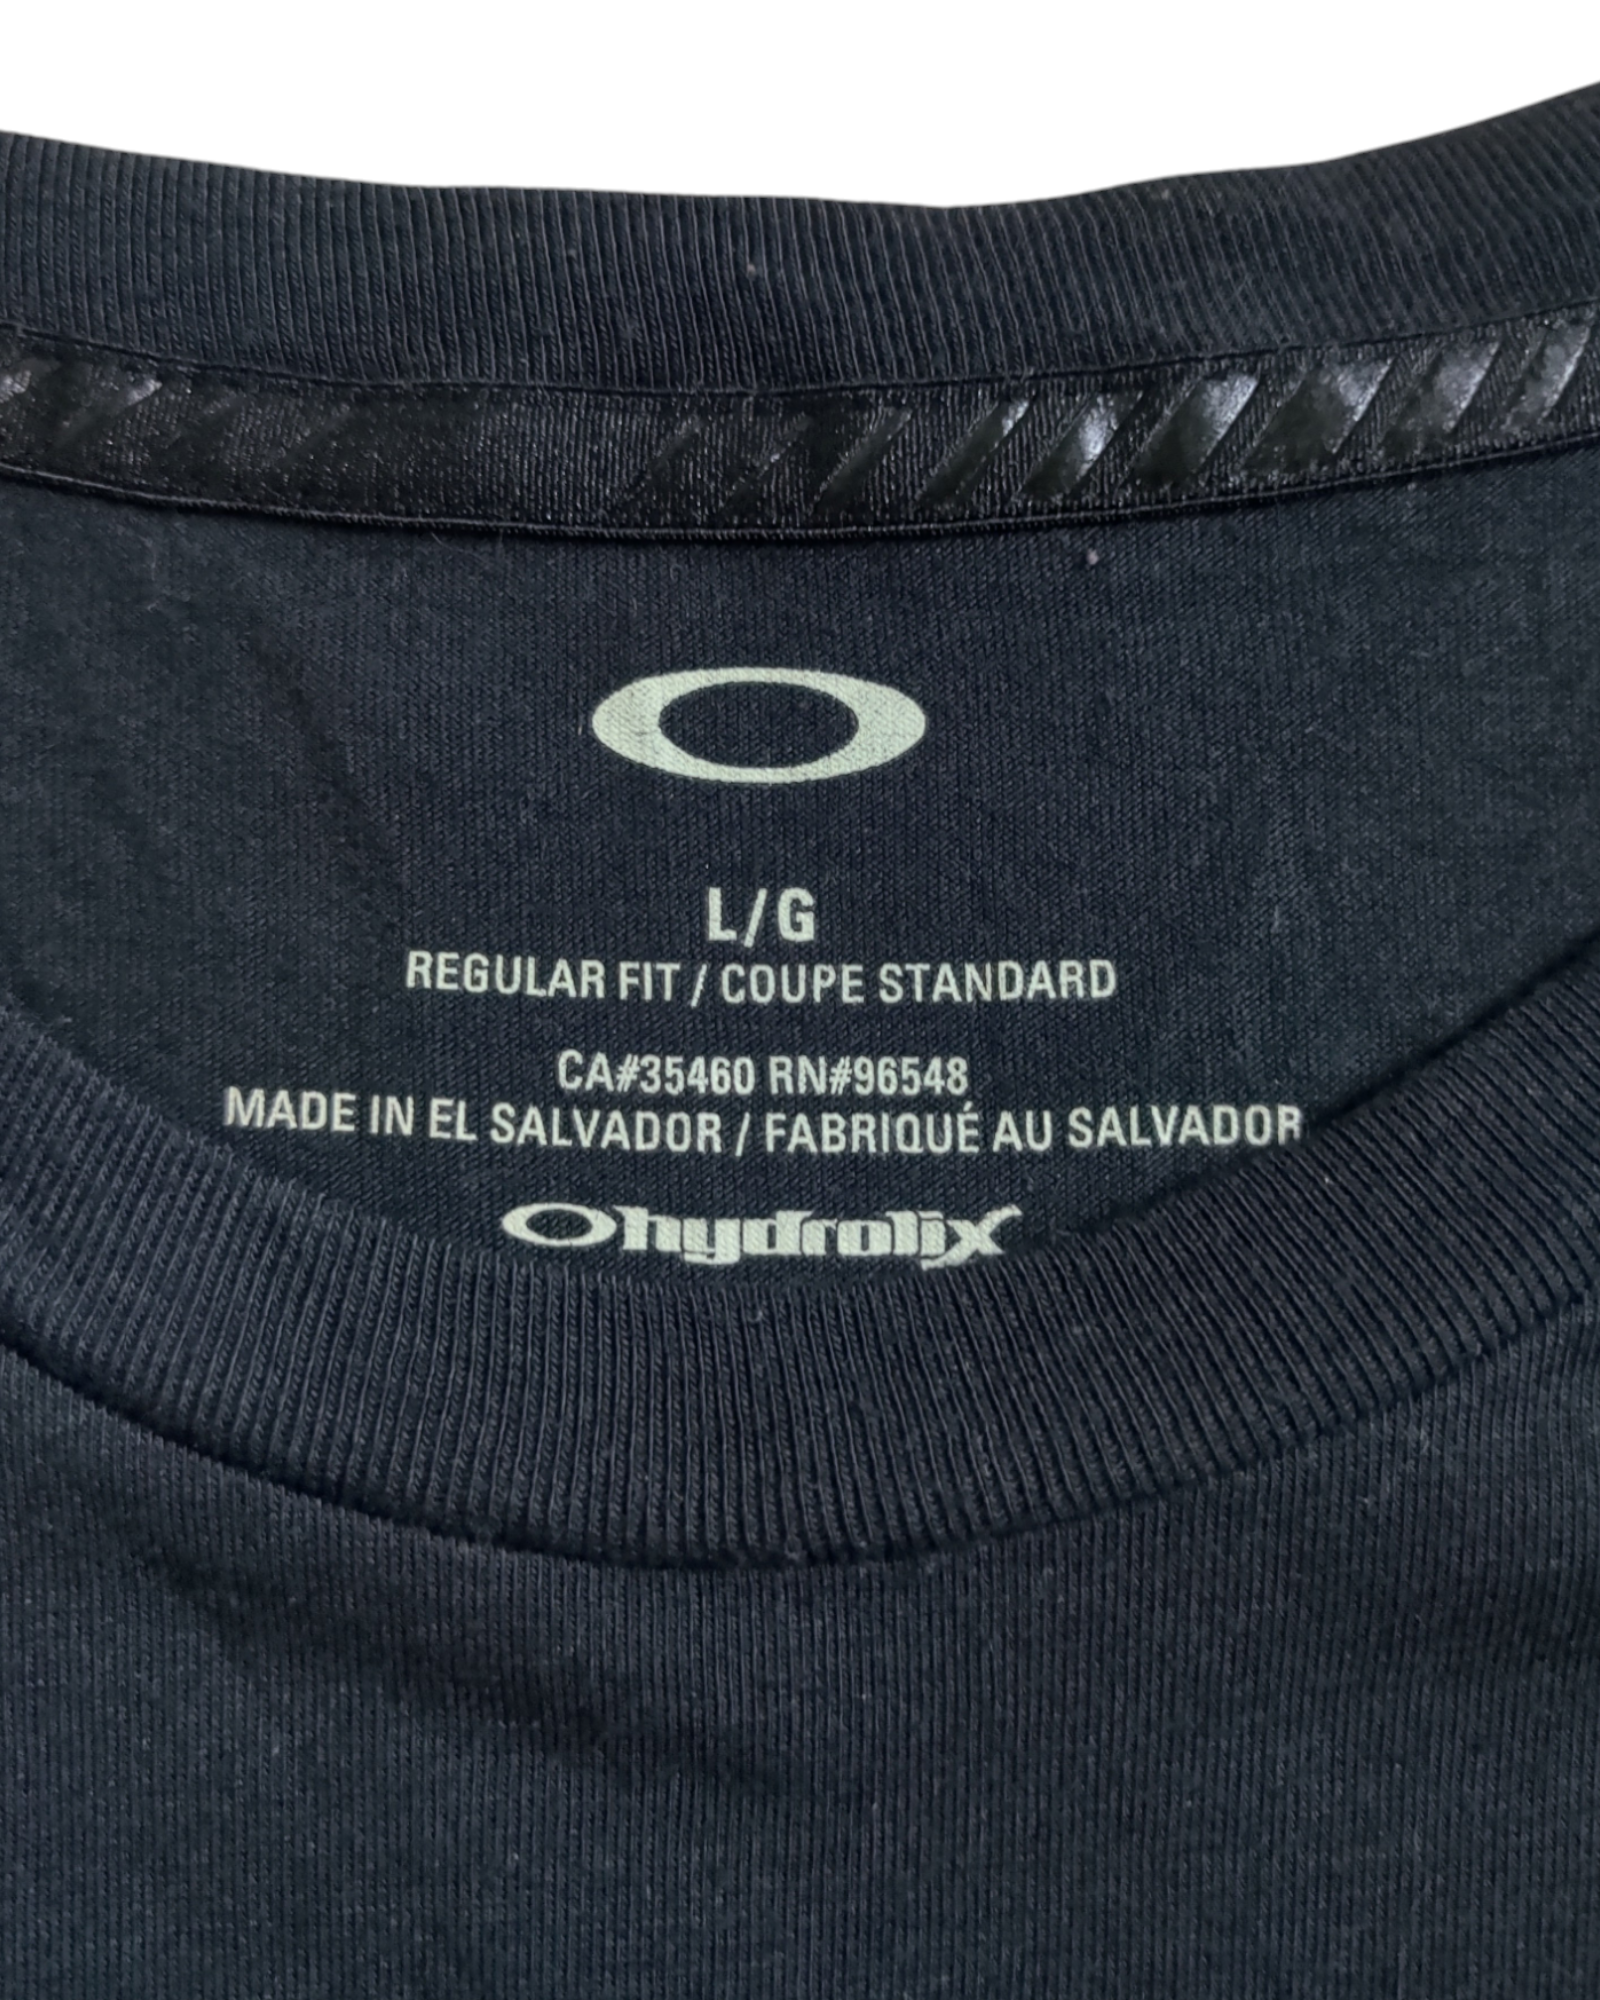 L/G
REGULAR FIT / COUPE STANDARD
CA#35460 RN#96548
MADE IN EL SALVADOR / FABRIQUÉ AU SALVADOR
Ohydrolix